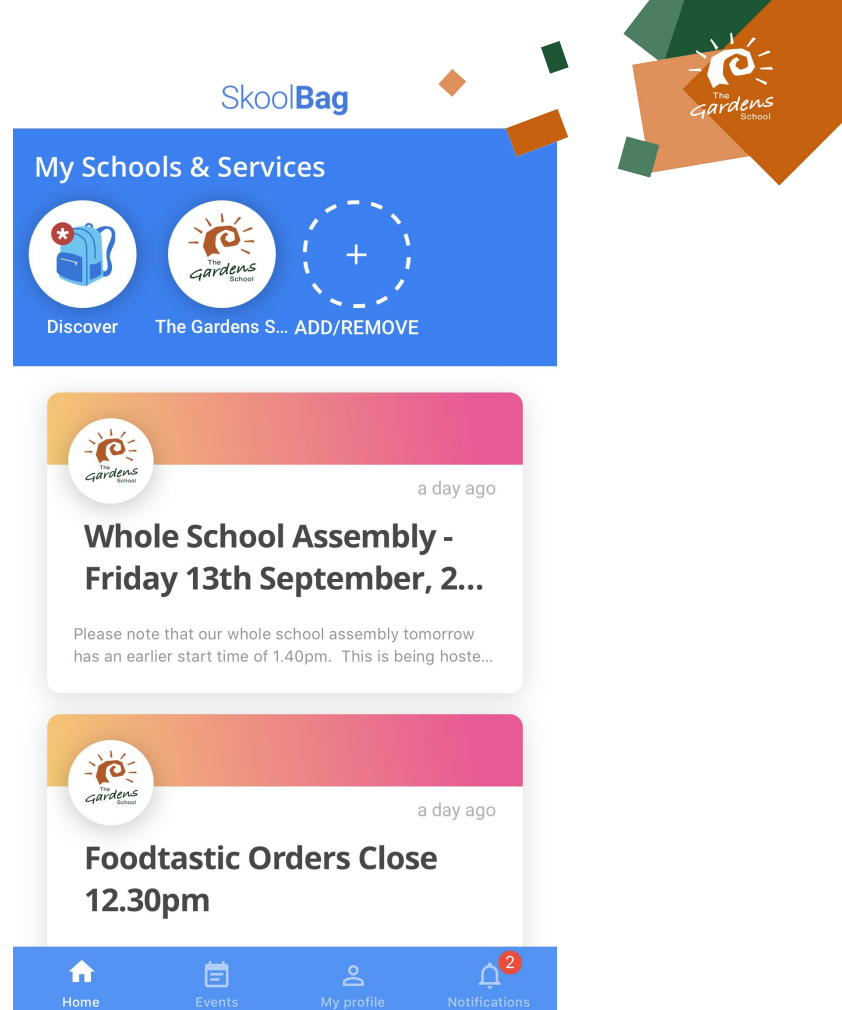 The
Gardens
School
SkoolBag
My Schools & Services
*
The
Gardens
School
+
Discover
The Gardens S...
ADD/REMOVE
The
Gardens
School
a day ago
Whole School Assembly -
Friday 13th September, 2...
Please note that our whole school assembly tomorrow
has an earlier start time of 1.40pm.  This is being hoste...
The
Gardens
School
a day ago
Foodtastic Orders Close
12.30pm
2
Home
Events
My profile
Notifications